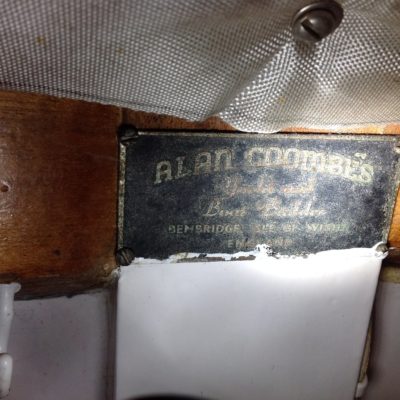 ALAN COOMBES
Yacht and
Boat Builder
BEMBRIDGE, ISLE OF WIGHT
ENGLAND